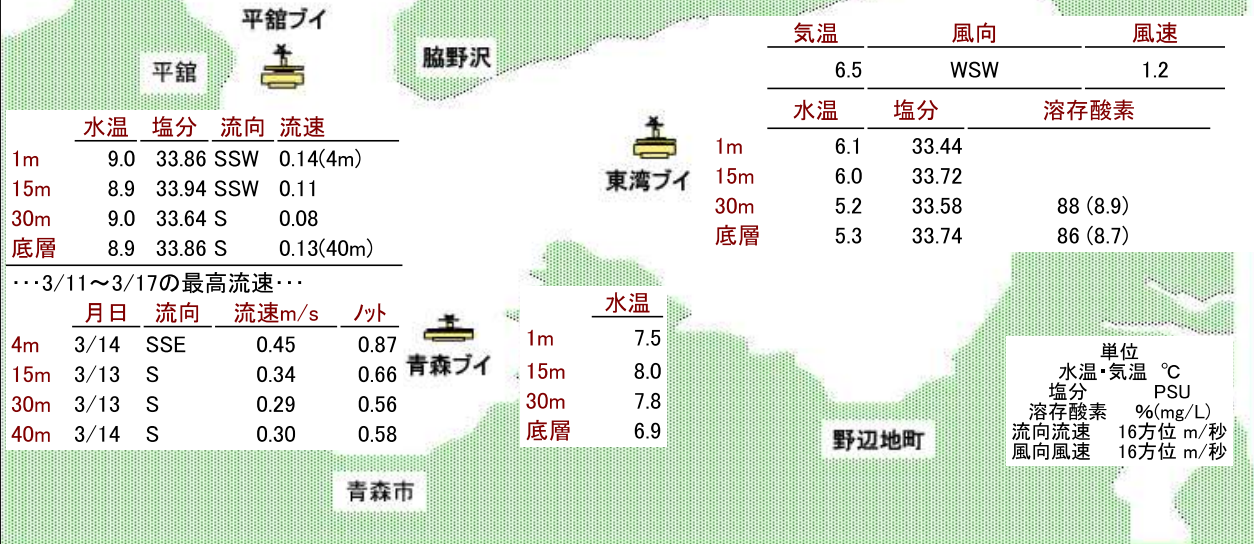 平舘ブイ
平舘
脇野沢
水温 塩分 流向 流速
1m 9.0 33.86 SSW 0.14(4m)
15m 8.9 33.94 SSW 0.11
30m 9.0 33.64 S 0.08
底層 8.9 33.86 S 0.13(40m)
…3/11～3/17の最高流速…
月日 流向 流速m/s ﾉｯﾄ
4m 3/14 SSE 0.45 0.87
15m 3/13 S 0.34 0.66
30m 3/13 S 0.29 0.56
40m 3/14 S 0.30 0.58
気温 風向 風速
6.5 WSW 1.2
水温 塩分 溶存酸素
1m 6.1 33.44
15m 6.0 33.72
30m 5.2 33.58 88 (8.9)
底層 5.3 33.74 86 (8.7)
東湾ブイ
青森ブイ
水温
1m 7.5
15m 8.0
30m 7.8
底層 6.9
青森市
野辺地町
単位
水温・気温 ℃
塩分 PSU
溶存酸素 %(mg/L)
流向流速 16方位 m/秒
風向風速 16方位 m/秒